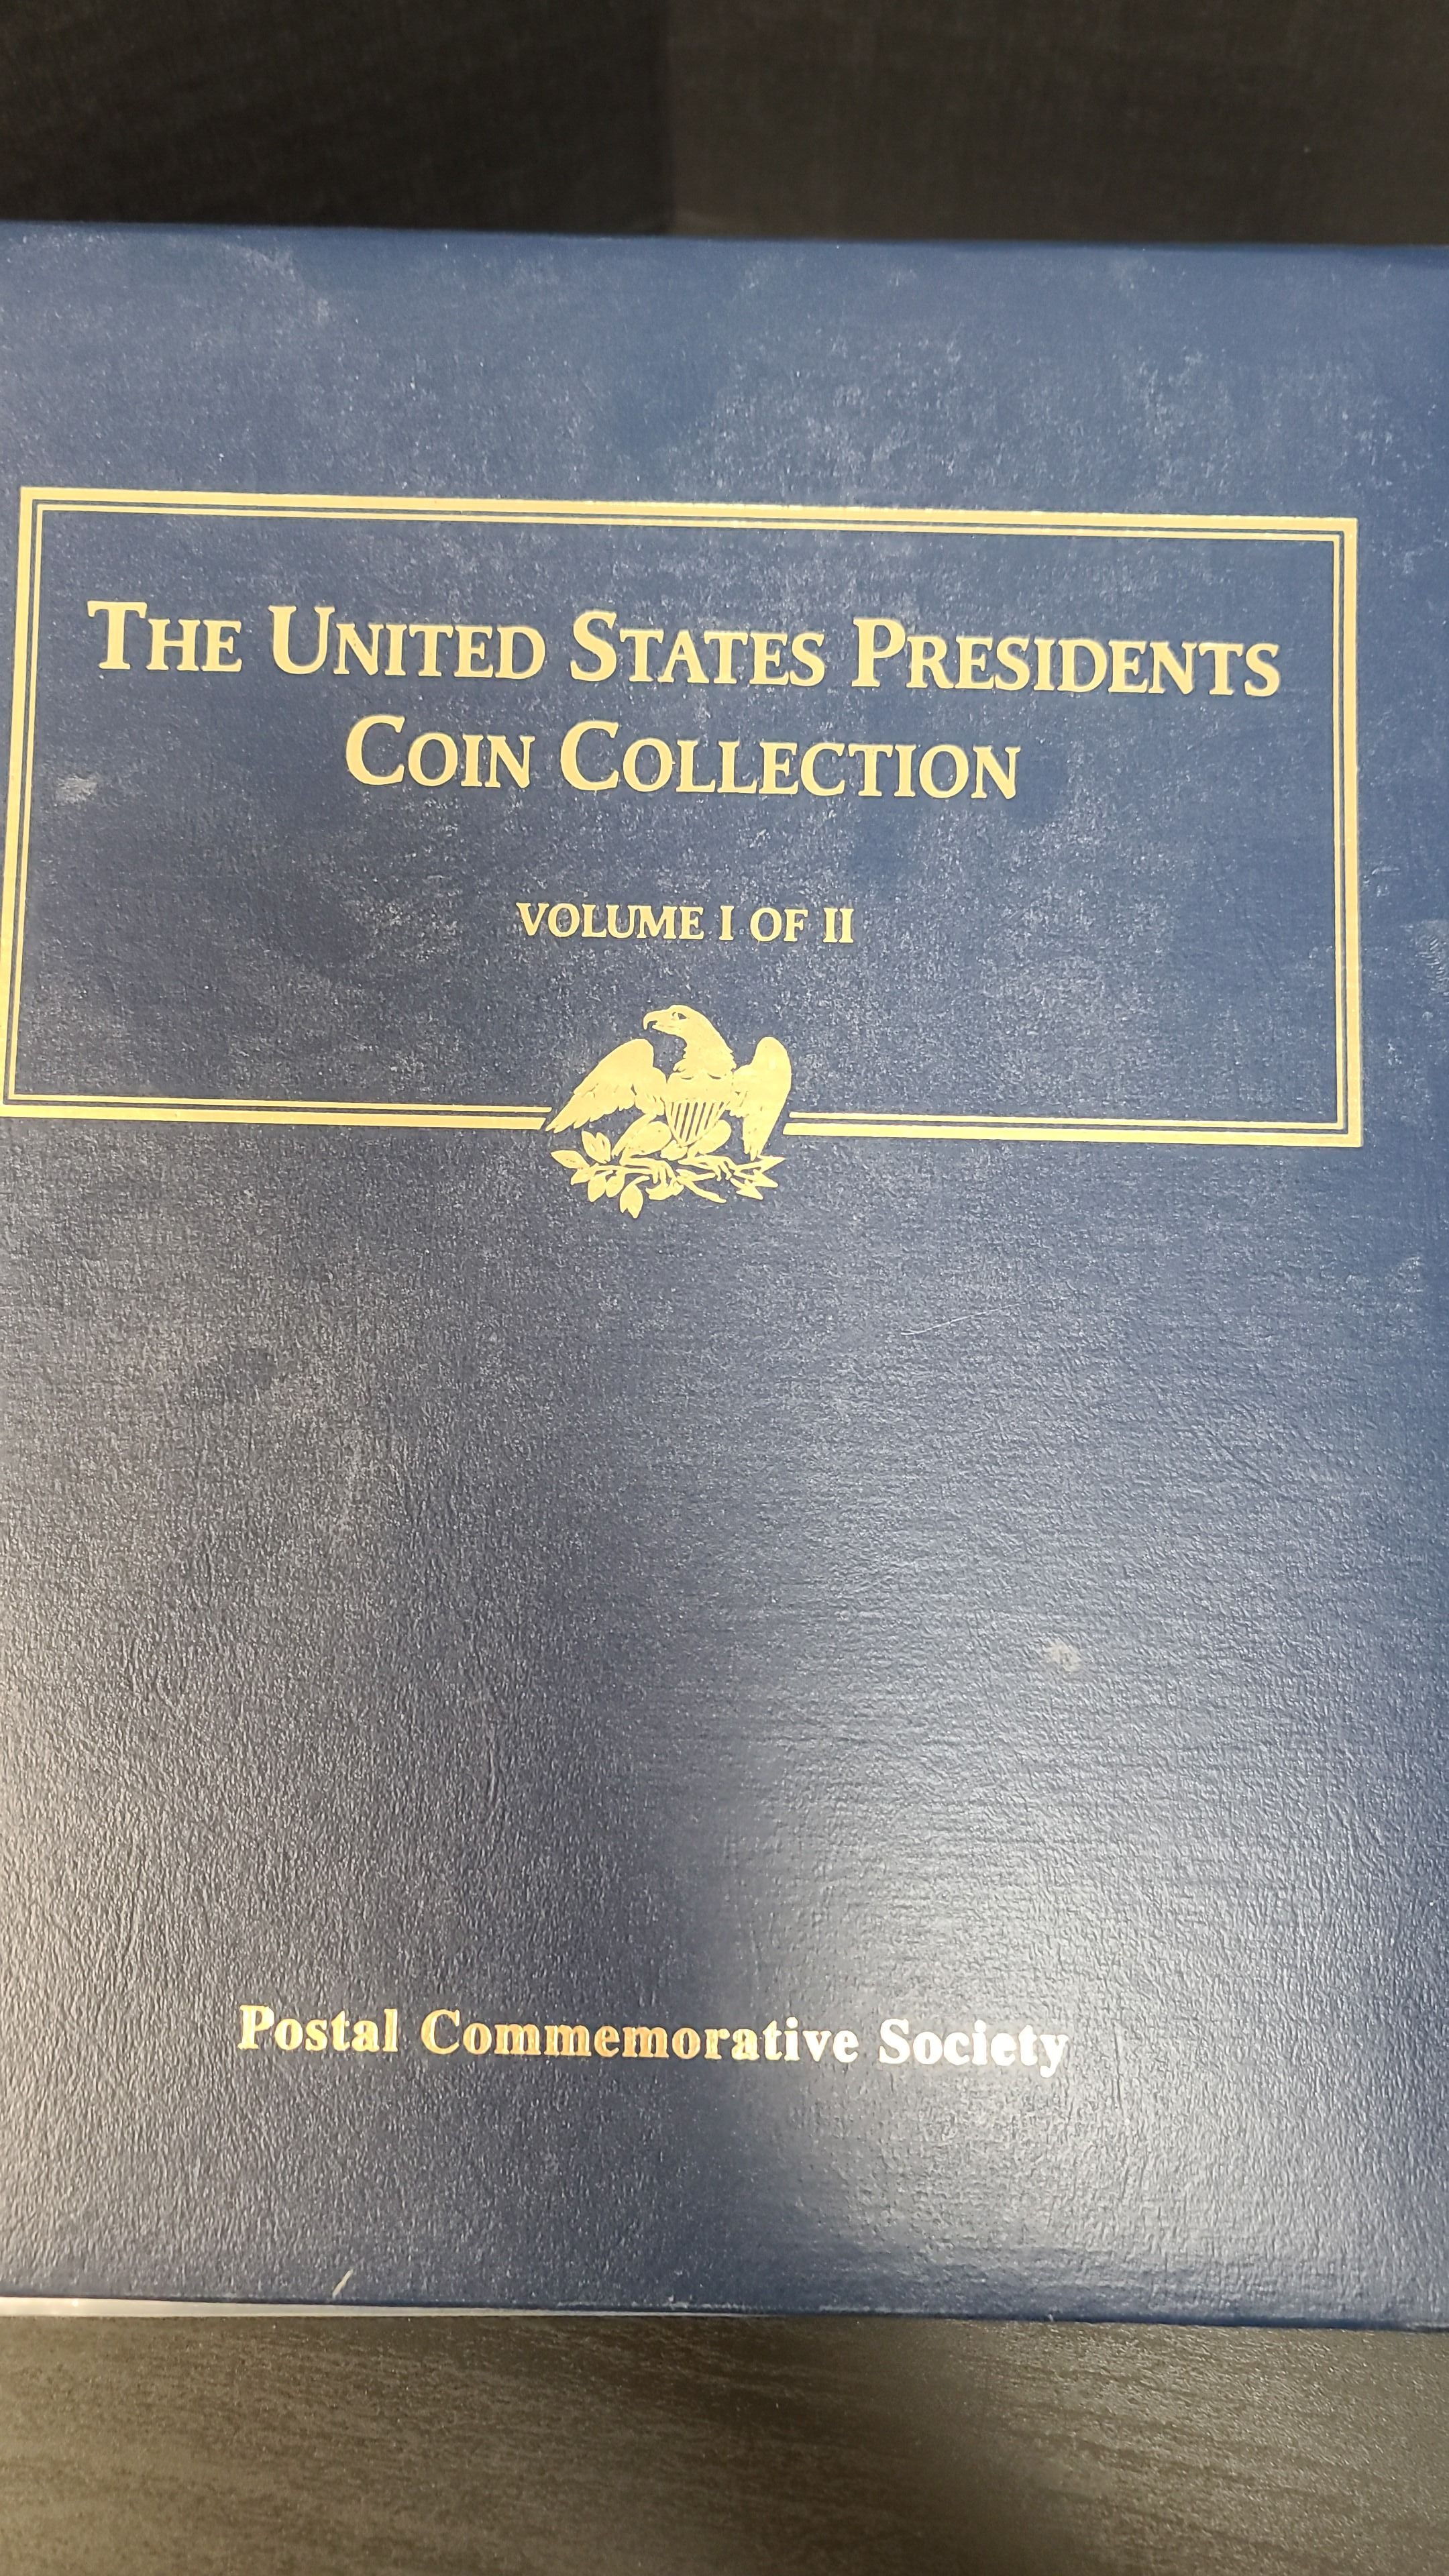 THE UNITED STATES PRESIDENTS
COIN COLLECTION
VOLUME I OF II
Postal Commemorative Society